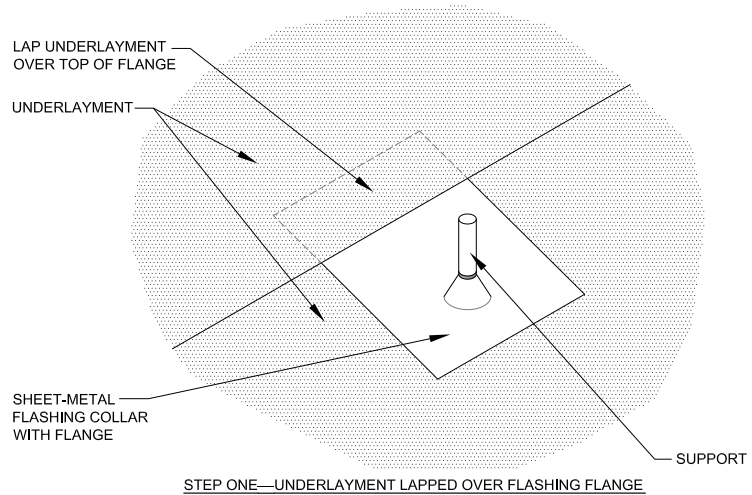 LAP UNDERLAYMENT
OVER TOP OF FLANGE
UNDERLAYMENT
SHEET-METAL
FLASHING COLLAR
WITH FLANGE
SUPPORT
STEP ONE—UNDERLAYMENT LAPPED OVER FLASHING FLANGE